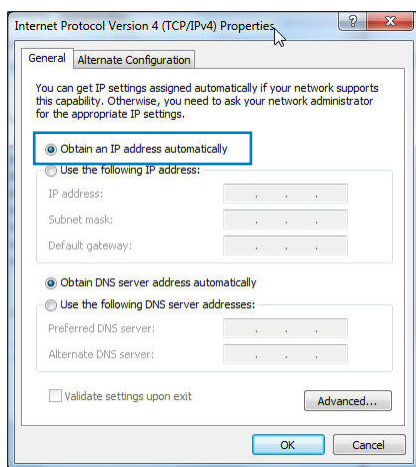 Internet Protocol Version 4 (TCP/IPv4) Properties
General
Alternate Configuration
You can get IP settings assigned automatically if your network supports
this capability. Otherwise, you need to ask your network administrator
for the appropriate IP settings.
Obtain an IP address automatically
Use the following IP address:
IP address:
Subnet mask:
Default gateway:
Obtain DNS server address automatically
Use the following DNS server addresses:
Preferred DNS server:
Alternate DNS server:
Validate settings upon exit
Advanced...
OK
Cancel